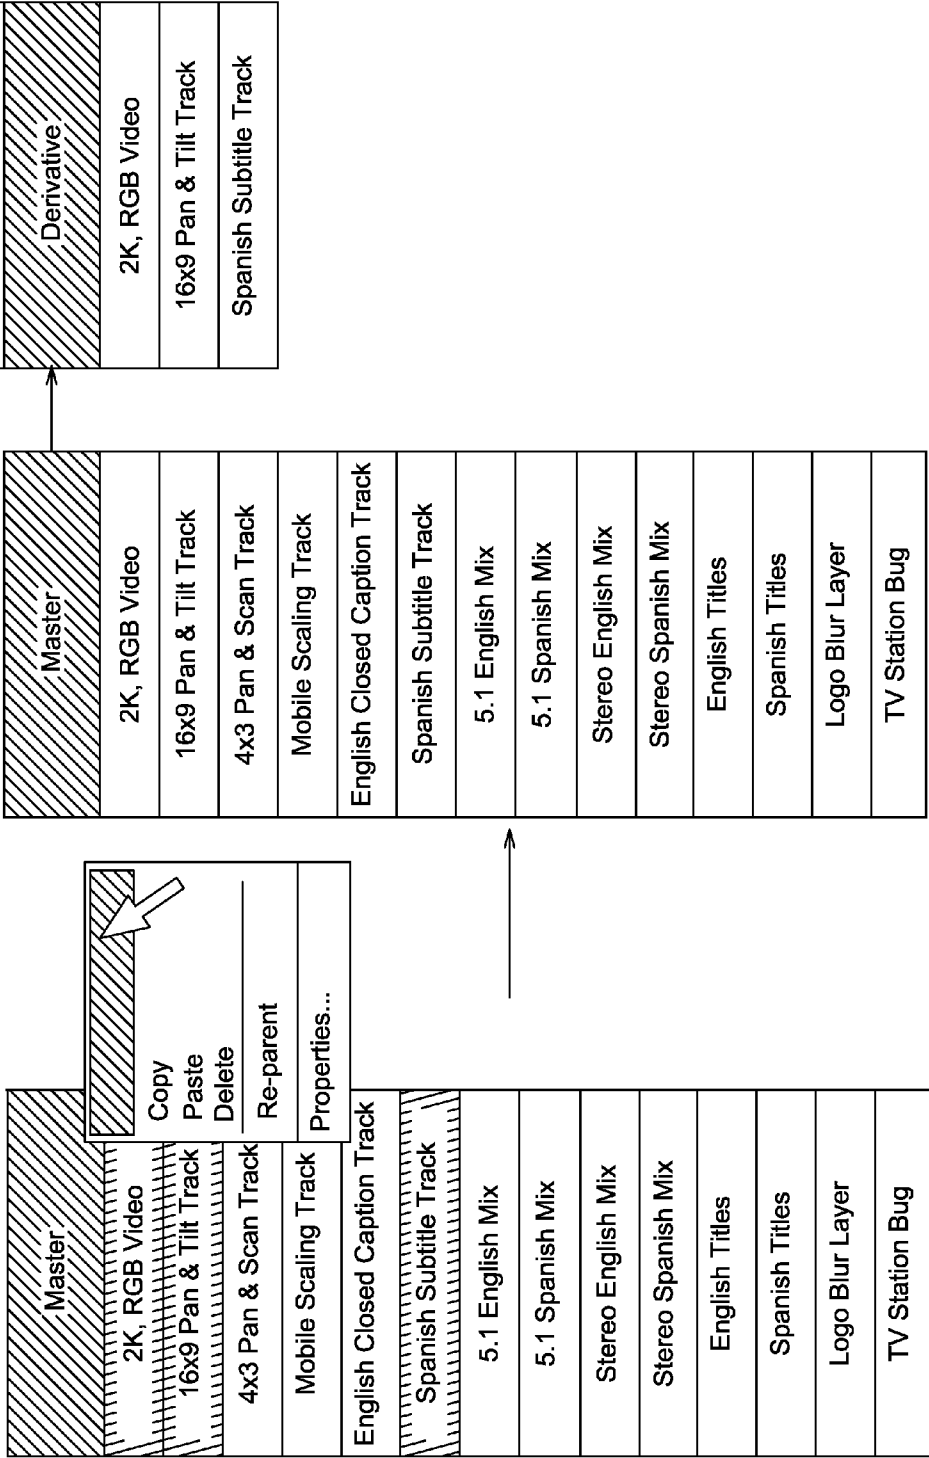 Master
2K, RGB Video
16x9 Pan & Tilt Track
4x3 Pan & Scan Track
Mobile Scaling Track
English Closed Caption Track
Spanish Subtitle Track
5.1 English Mix
5.1 Spanish Mix
Stereo English Mix
Stereo Spanish Mix
English Titles
Spanish Titles
Logo Blur Layer
TV Station Bug
Copy
Paste
Delete
Re-parent
Properties...
Master
2K, RGB Video
16x9 Pan & Tilt Track
4x3 Pan & Scan Track
Mobile Scaling Track
English Closed Caption Track
Spanish Subtitle Track
5.1 English Mix
5.1 Spanish Mix
Stereo English Mix
Stereo Spanish Mix
English Titles
Spanish Titles
Logo Blur Layer
TV Station Bug
Derivative
2K, RGB Video
16x9 Pan & Tilt Track
Spanish Subtitle Track